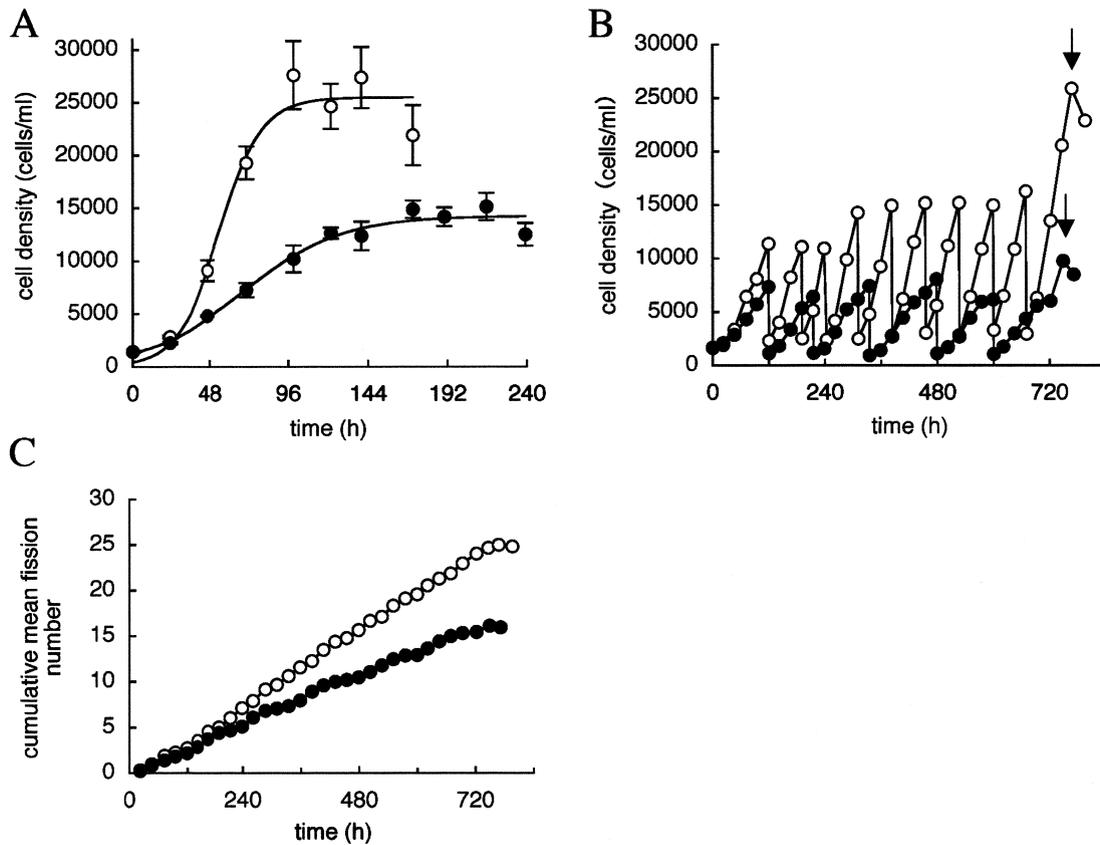 A
30000
25000
20000
15000
10000
5000
0
cell density (cells/ml)
0 48 96 144 192 240
time (h)
B
30000
25000
20000
15000
10000
5000
0
cell density (cells/ml)
0 240 480 720
time (h)
C
30
25
20
15
10
5
0
cumulative mean fission
number
0 240 480 720
time (h)